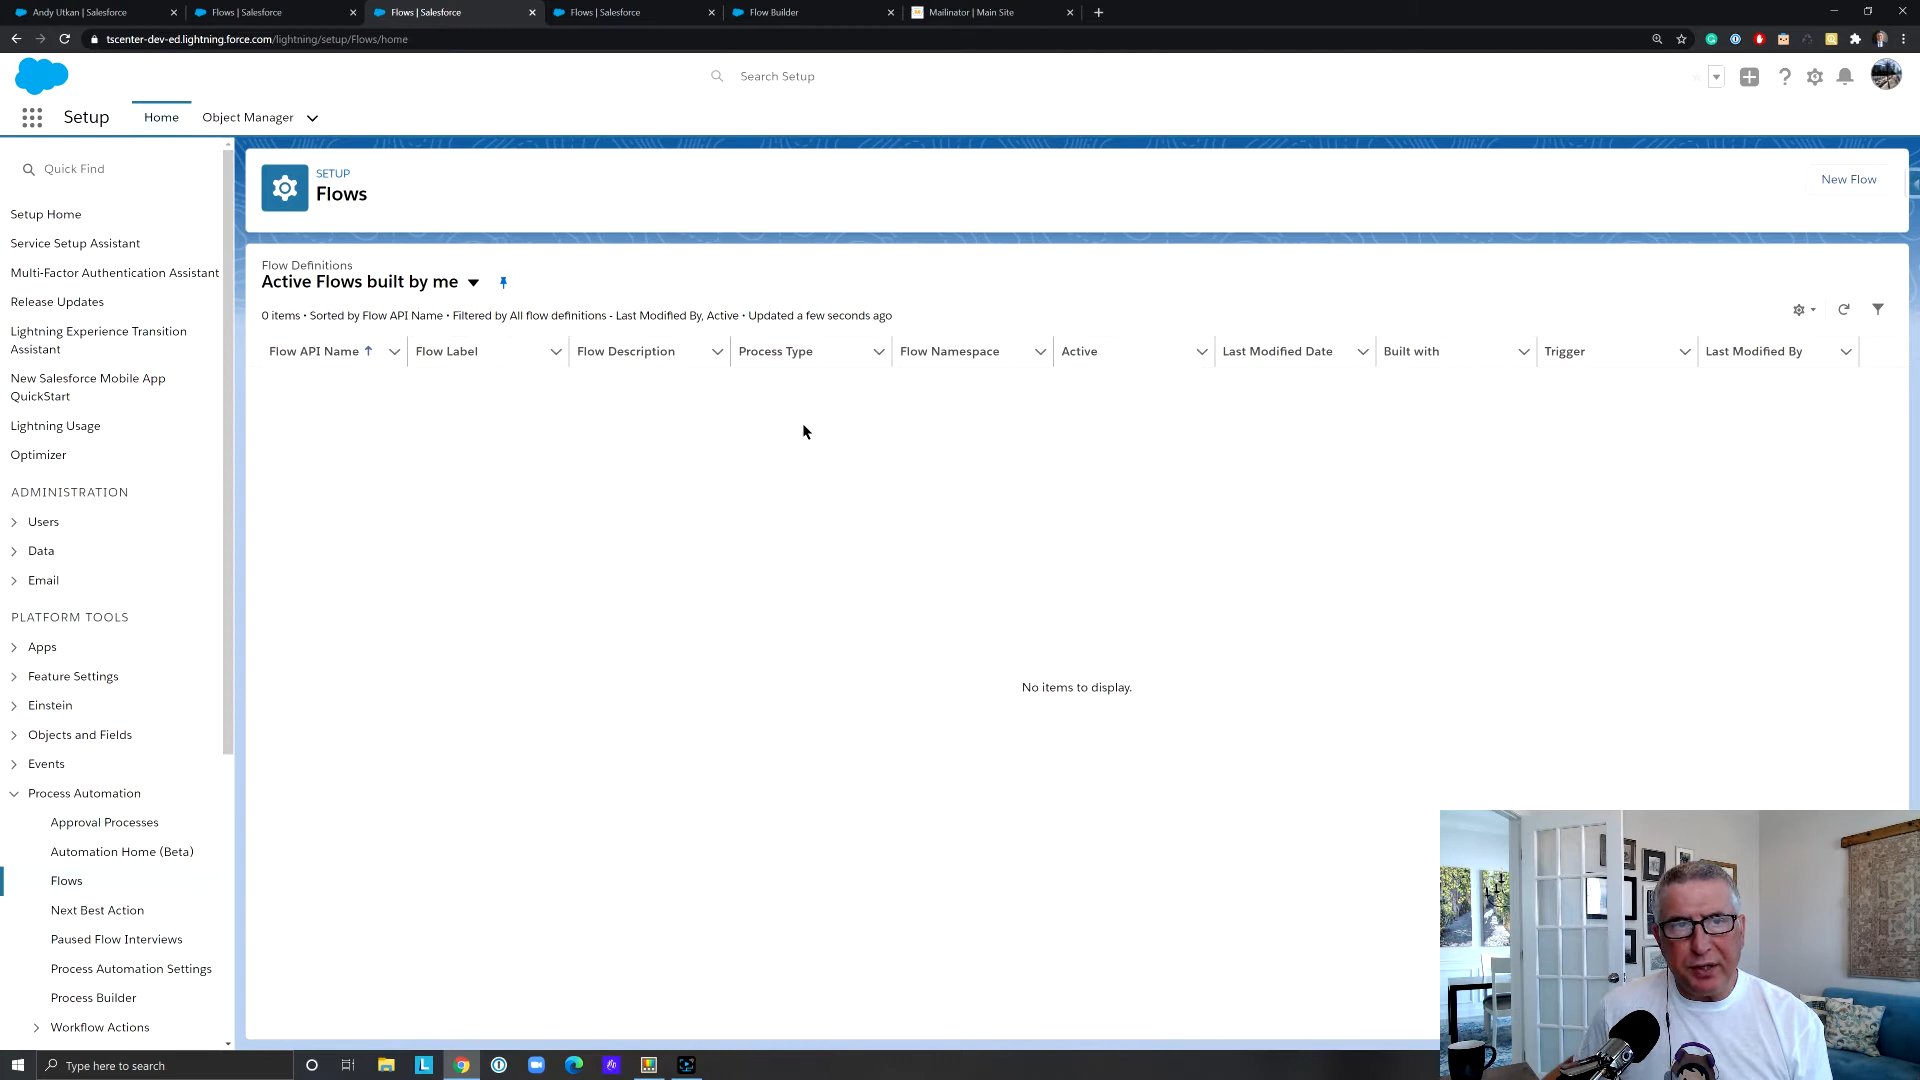 Andy Utkan | Salesforce
Flows | Salesforce
Flows | Salesforce
Flows | Salesforce
Flow Builder
Mailinator | Main Site
tscenter-dev-ed.lightning.force.com/lightning/setup/Flows/home
Search Setup
Setup
Home
Object Manager
Quick Find
Setup Home
Service Setup Assistant
Multi-Factor Authentication Assistant
Release Updates
Lightning Experience Transition
Assistant
New Salesforce Mobile App
QuickStart
Lightning Usage
Optimizer
ADMINISTRATION
Users
Data
Email
PLATFORM TOOLS
Apps
Feature Settings
Einstein
Objects and Fields
Events
Process Automation
Approval Processes
Automation Home (Beta)
Flows
Next Best Action
Paused Flow Interviews
Process Automation Settings
Process Builder
Workflow Actions
SETUP
Flows
New Flow
Flow Definitions
Active Flows built by me
0 items • Sorted by Flow API Name • Filtered by All flow definitions - Last Modified By, Active • Updated a few seconds ago
Flow API Name
Flow Label
Flow Description
Process Type
Flow Namespace
Active
Last Modified Date
Built with
Trigger
Last Modified By
No items to display.
Type here to search